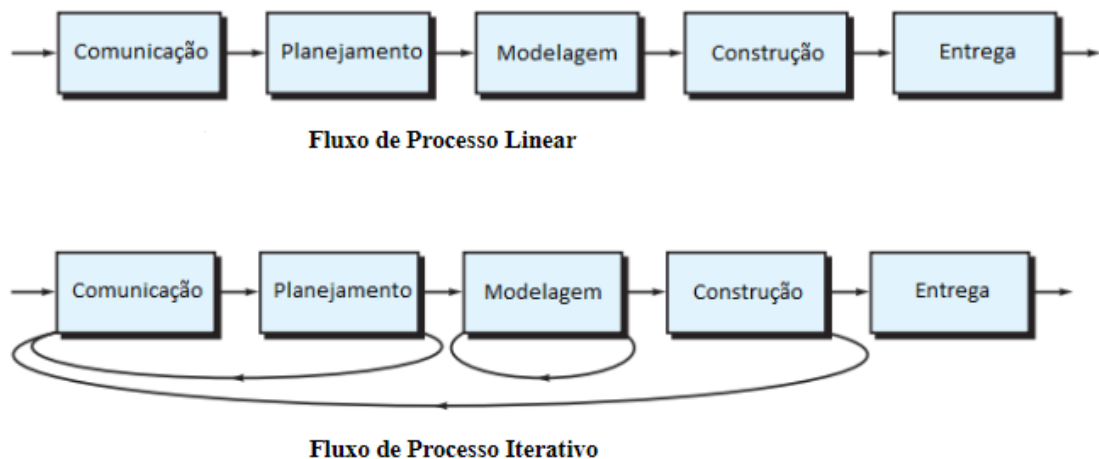 Comunicação
Planejamento
Modelagem
Construção
Entrega
Fluxo de Processo Linear
Comunicação
Planejamento
Modelagem
Construção
Entrega
Fluxo de Processo Iterativo